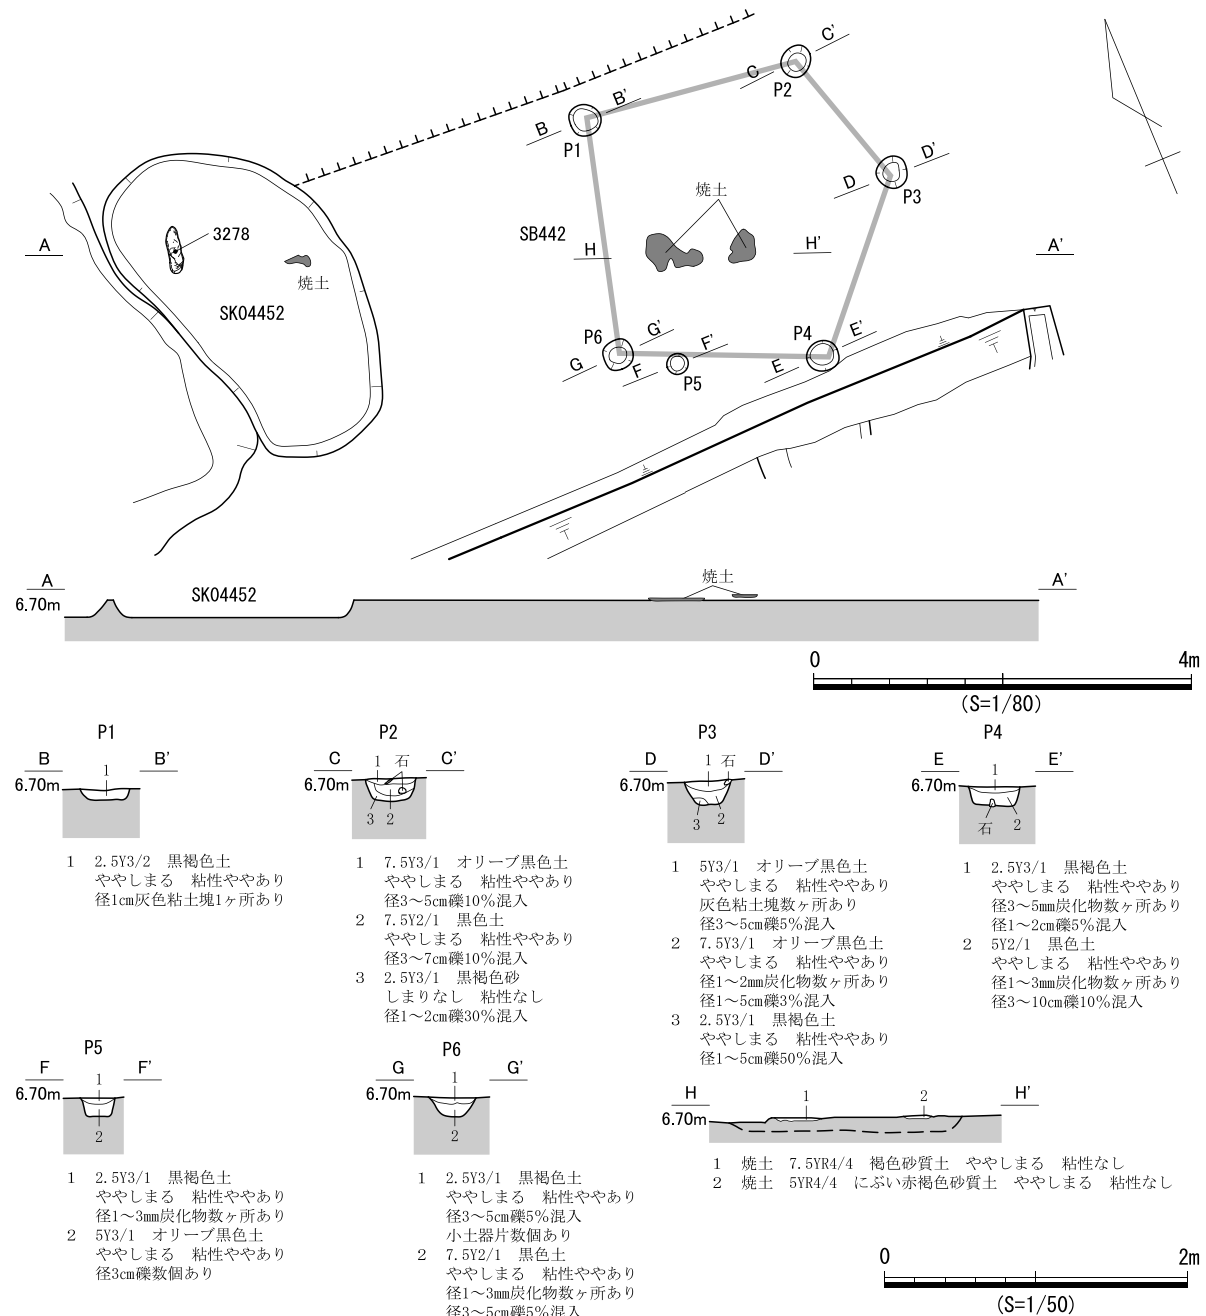 C'
C
P2
B'
B
P1
D'
D
P3
焼土
3278
SB442
A
H
H'
A'
焼土
SK04452
P6
G'
F'
P4
E'
G
F
E
P5
A
焼土
A'
6.70m
SK04452
0
4m
(S=1/80)
P1
B
B'
1
6.70m
1 2.5Y3/2 黒褐色土
ややしまる 粘性ややあり
径1cm灰色粘土塊1ヶ所あり
P2
C
1
石
C'
6.70m
3
2
1 7.5Y3/1 オリーブ黒色土
ややしまる 粘性ややあり
径3～5cm礫10%混入
2 7.5Y2/1 黒色土
ややしまる 粘性ややあり
径3～7cm礫10%混入
3 2.5Y3/1 黒褐色砂
しまりなし 粘性なし
径1～2cm礫30%混入
P3
D
1
石
D'
6.70m
3
2
1 5Y3/1 オリーブ黒色土
ややしまる 粘性ややあり
灰色粘土塊数ヶ所あり
径3～5cm礫5%混入
2 7.5Y3/1 オリーブ黒色土
ややしまる 粘性ややあり
径1～2mm炭化物数ヶ所あり
径1～5cm礫3%混入
3 2.5Y3/1 黒褐色土
ややしまる 粘性ややあり
径1～5cm礫50%混入
P4
E
1
E'
6.70m
石
2
1 2.5Y3/1 黒褐色土
ややしまる 粘性ややあり
径3～5mm炭化物数ヶ所あり
径1～2cm礫5%混入
2 5Y2/1 黒色土
ややしまる 粘性ややあり
径1～3mm炭化物数ヶ所あり
径3～10cm礫10%混入
P5
F
1
F'
6.70m
2
1 2.5Y3/1 黒褐色土
ややしまる 粘性ややあり
径1～3mm炭化物数ヶ所あり
2 5Y3/1 オリーブ黒色土
ややしまる 粘性ややあり
径3cm礫数個あり
P6
G
1
G'
6.70m
2
1 2.5Y3/1 黒褐色土
ややしまる 粘性ややあり
径3～5cm礫5%混入
小土器片数個あり
2 7.5Y2/1 黒色土
ややしまる 粘性ややあり
径1～3mm炭化物数ヶ所あり
径3～5cm礫5%混入
H
1
2
H'
6.70m
1 焼土 7.5YR4/4 褐色砂質土 ややしまる 粘性なし
2 焼土 5YR4/4 にぶい赤褐色砂質土 ややしまる 粘性なし
0
2m
(S=1/50)